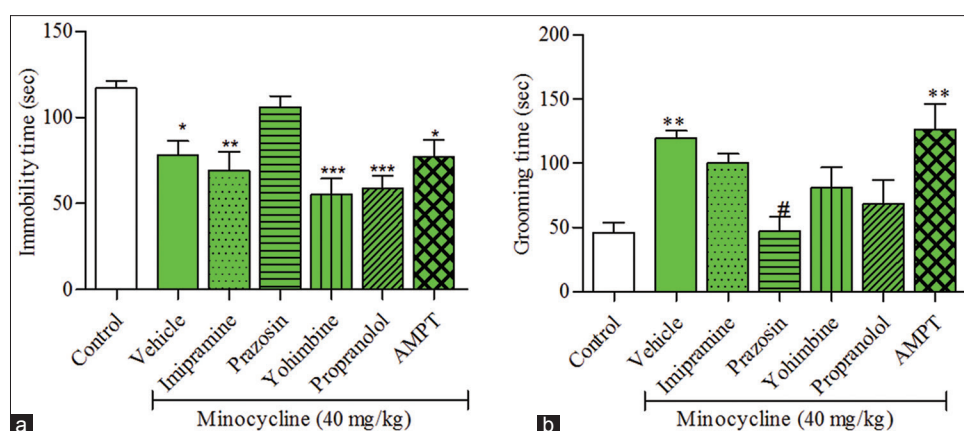 150
100
50
0
Immobility time (sec)
*
**
***
***
*
Control
Vehicle
Imipramine
Prazosin
Yohimbine
Propranolol
AMPT
Minocycline (40 mg/kg)
a
200
150
100
50
0
Grooming time (sec)
**
#
**
Control
Vehicle
Imipramine
Prazosin
Yohimbine
Propranolol
AMPT
Minocycline (40 mg/kg)
b